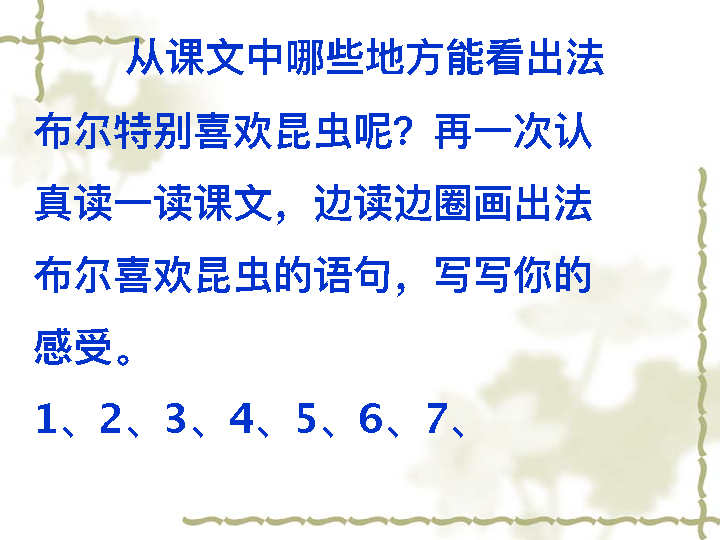 从课文中哪些地方能看出法
布尔特别喜欢昆虫呢？再一次认
真读一读课文，边读边圈画出法
布尔喜欢昆虫的语句，写写你的
感受。
1、2、3、4、5、6、7、